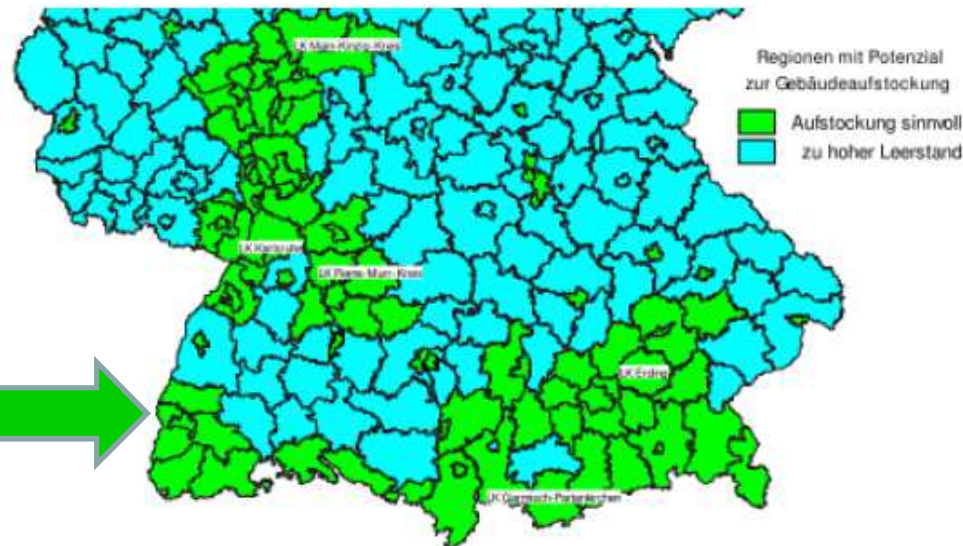 LK Main-Kinzig-Kreis
Regionen mit Potenzial
zur Gebäudeaufstockung
Aufstockung sinnvoll
zu hoher Leerstand
LK Karlsruhe
LK Rems-Murr-Kreis
LK Erding
LK Garmisch-Partenkirchen